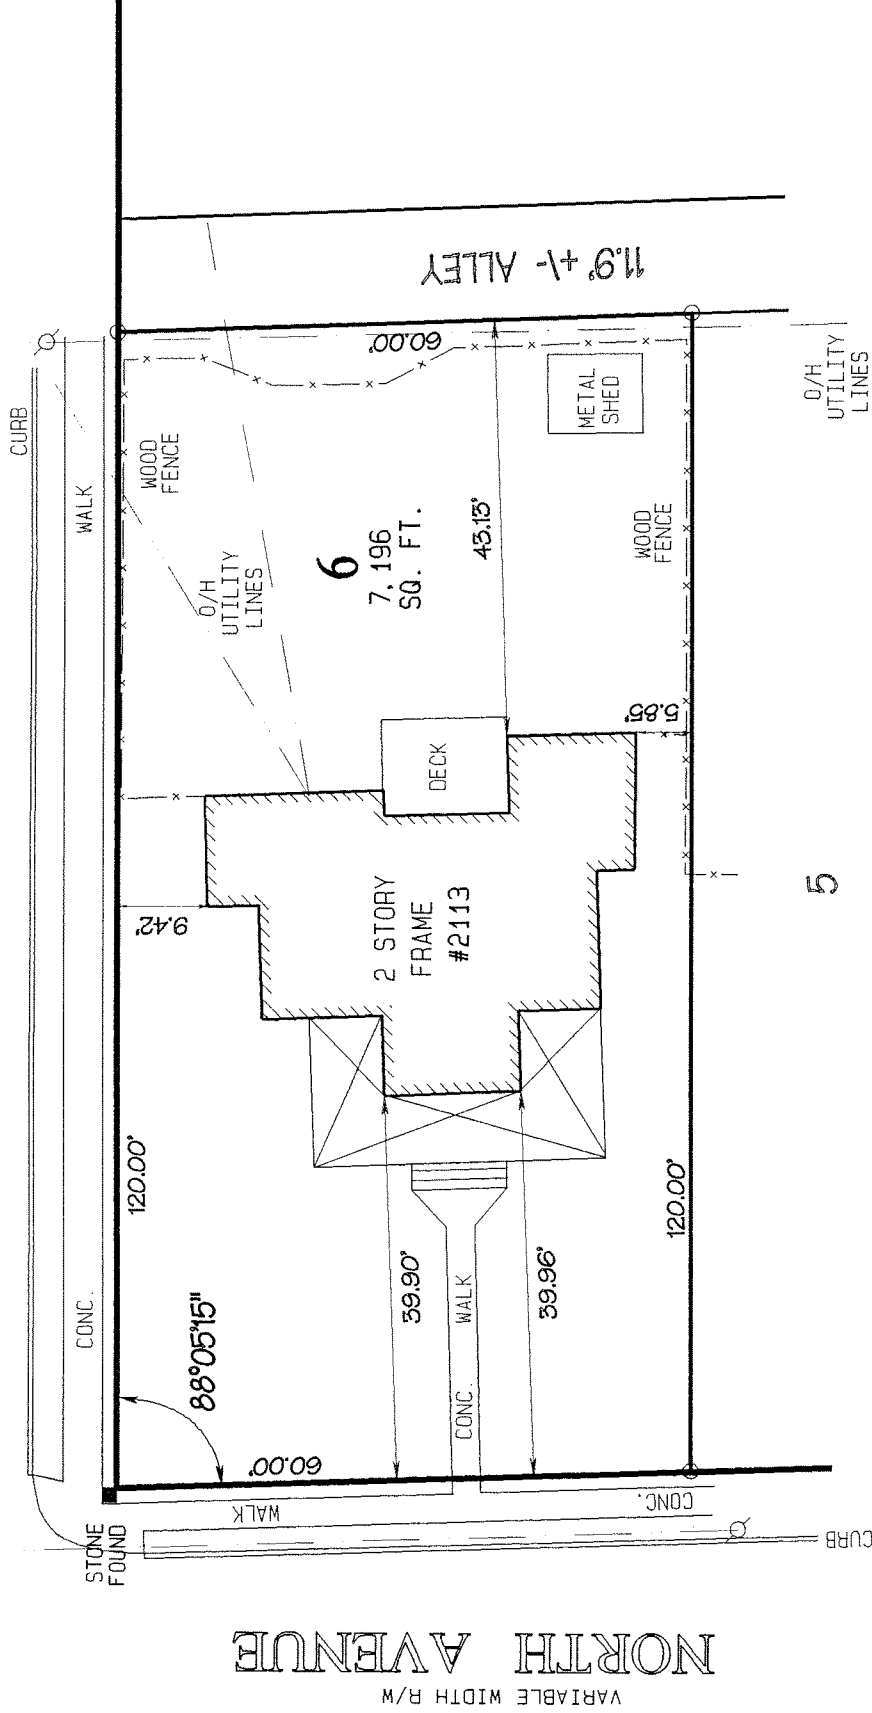 CURB
CONC. WALK
120.00'
WOOD
FENCE
O/H
UTILITY
LINES
11.9' +/- ALLEY
60.00'
METAL
SHED
O/H
UTILITY
LINES
6
7,196
SQ. FT.
43.13'
WOOD
FENCE
5.85'
DECK
9.42'
2 STORY
FRAME
#2113
5
39.90'
39.96'
120.00'
88°05'15"
CONC. WALK
60.00'
WALK
CONC.
STONE
FOUND
CURB
NORTH AVENUE
VARIABLE WIDTH R/W